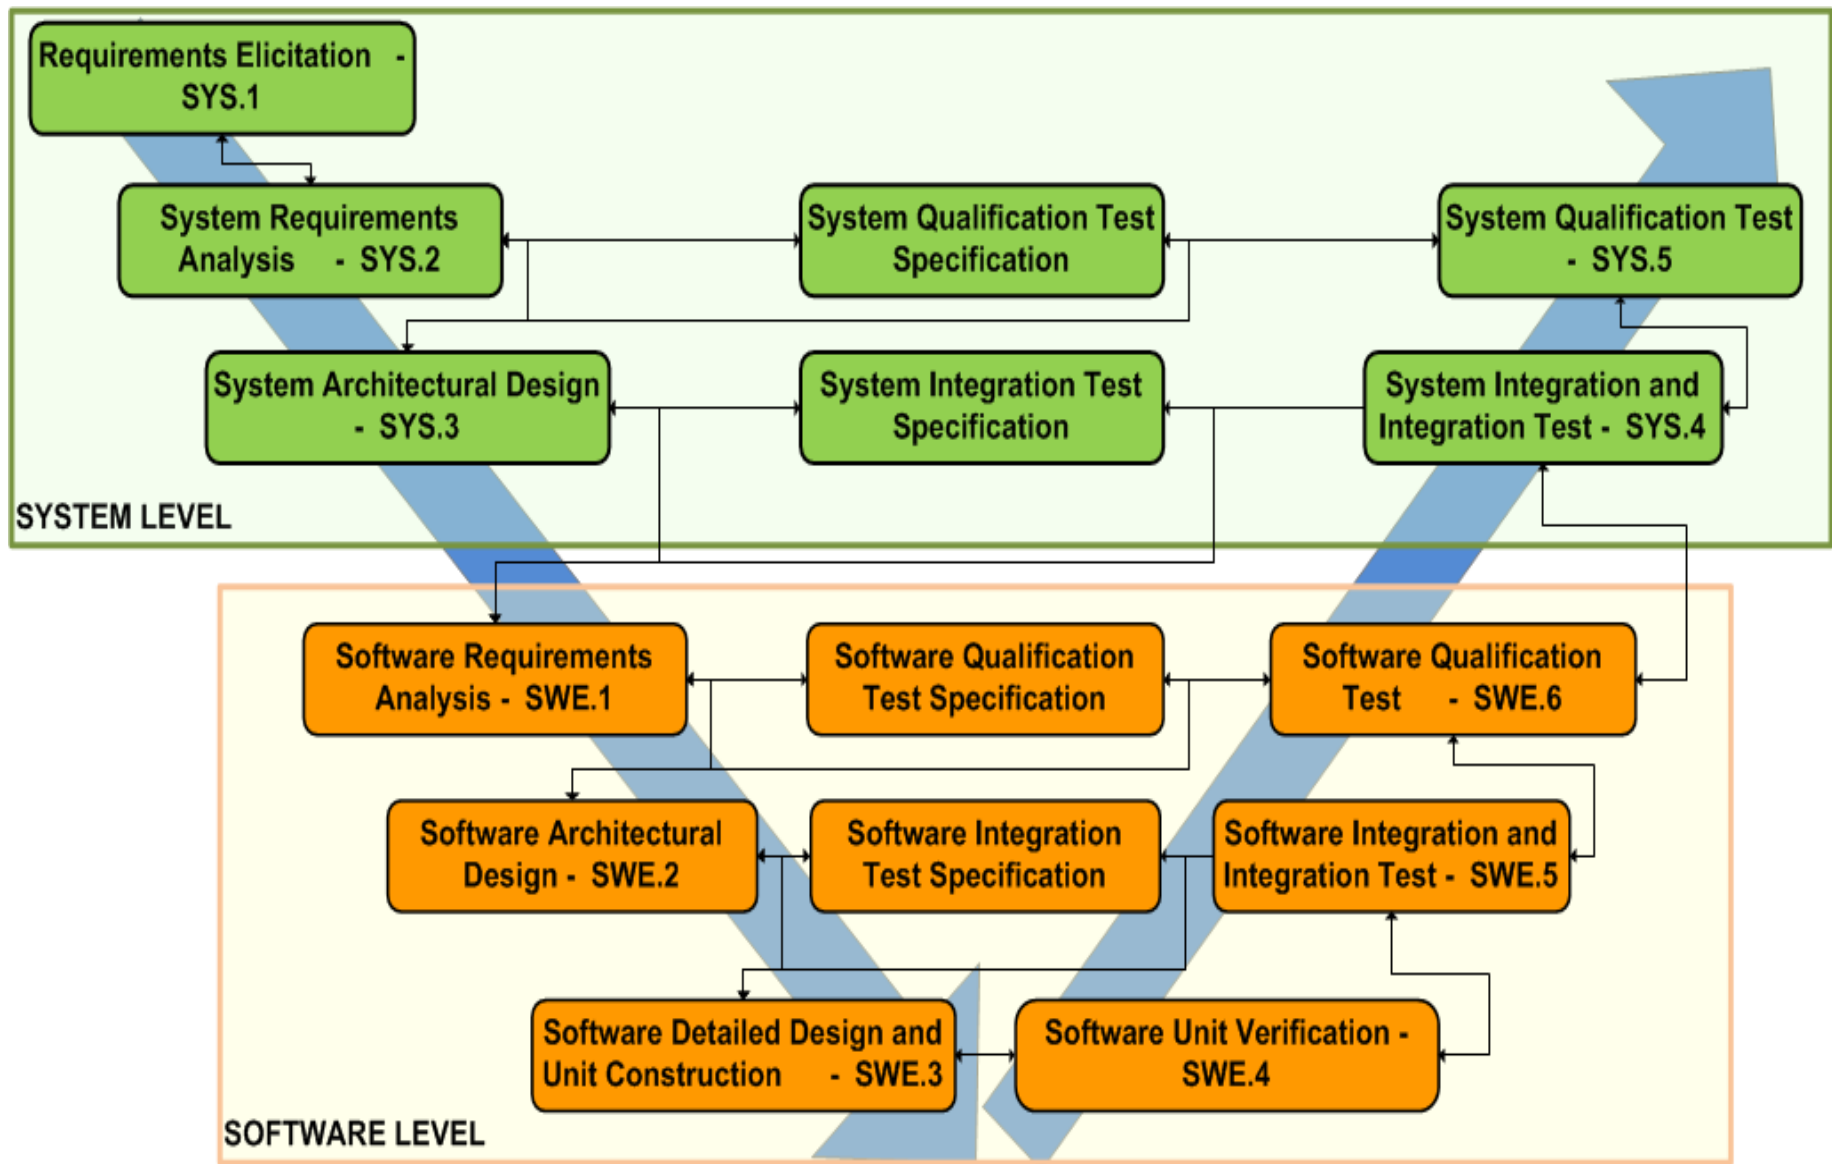 Requirements Elicitation -
SYS.1
System Requirements
Analysis - SYS.2
System Qualification Test
Specification
System Qualification Test
- SYS.5
System Architectural Design
- SYS.3
System Integration Test
Specification
System Integration and
Integration Test - SYS.4
SYSTEM LEVEL
Software Requirements
Analysis - SWE.1
Software Qualification
Test Specification
Software Qualification
Test - SWE.6
Software Architectural
Design - SWE.2
Software Integration
Test Specification
Software Integration and
Integration Test - SWE.5
Software Detailed Design and
Unit Construction - SWE.3
Software Unit Verification -
SWE.4
SOFTWARE LEVEL